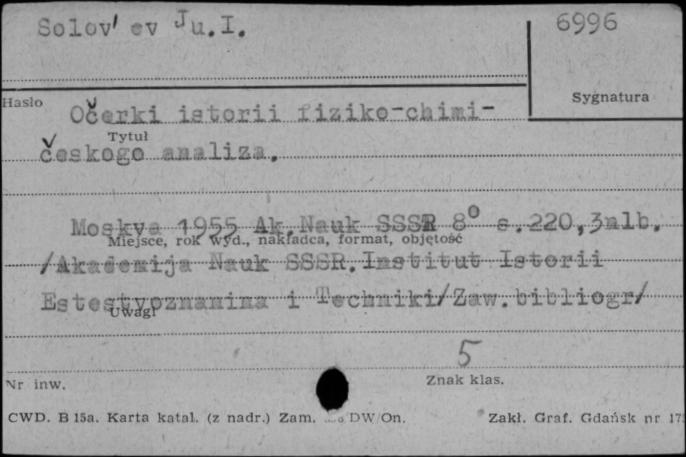 Solov'ev Ju.I.
6996
Hasło
Sygnatura
Očerki istorii fiziko-chimi-
Tytuł
českogo analiza.
Moskva 1955 Ak.Nauk SSSR 8° s.220,3nlb.
Miejsce, rok wyd., nakładca, format, objętość
/Akademija Nauk SSSR.Institut Istorii
Estestvoznanina i Techniki/Zaw.bibliogr/
Uwagi
5
Nr inw.
Znak klas.
CWD. B 15a. Karta katal. (z nadr.) Zam. DW/On.
Zakł. Graf. Gdańsk nr